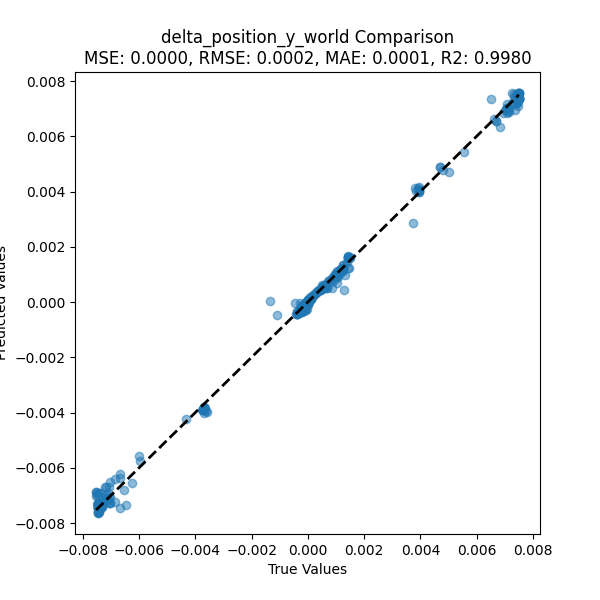 delta_position_y_world Comparison
MSE: 0.0000, RMSE: 0.0002, MAE: 0.0001, R2: 0.9980
0.008
0.006
0.004
0.002
0.000
−0.002
−0.004
−0.006
−0.008
Predicted Values
−0.008 −0.006 −0.004 −0.002 0.000 0.002 0.004 0.006 0.008
True Values